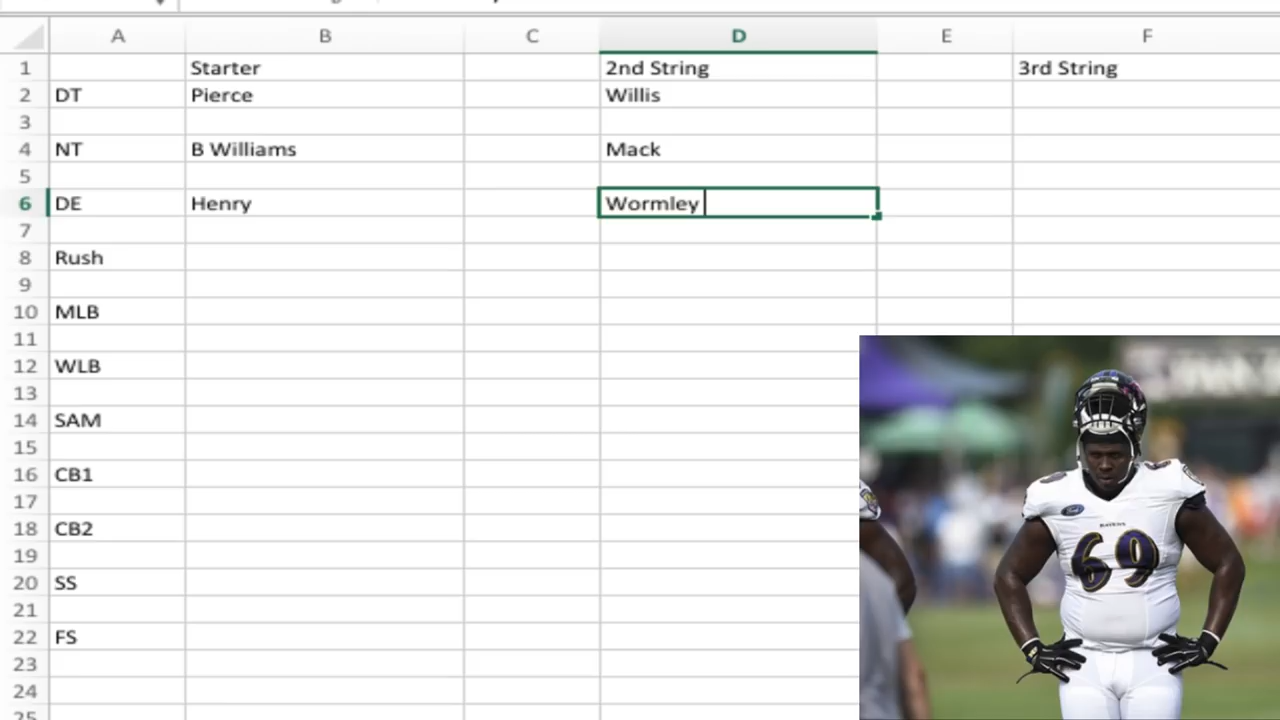 A B C D E F
1 Starter 2nd String 3rd String
2 DT Pierce Willis
3
4 NT B Williams Mack
5
6 DE Henry Wormley
7
8 Rush
9
10 MLB
11
12 WLB
13
14 SAM
15
16 CB1
17
18 CB2
19
20 SS
21
22 FS
23
24
25
RAVENS
69